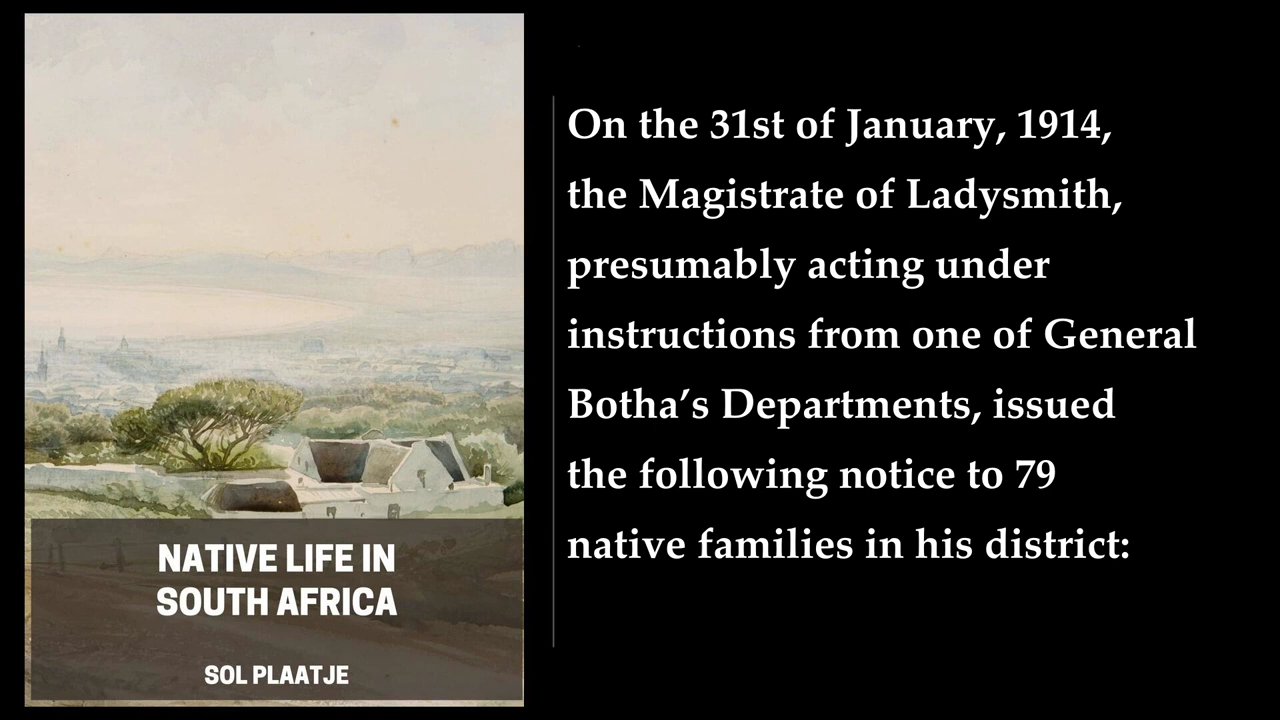 NATIVE LIFE IN
SOUTH AFRICA
SOL PLAATJE
On the 31st of January, 1914,
the Magistrate of Ladysmith,
presumably acting under
instructions from one of General
Botha’s Departments, issued
the following notice to 79
native families in his district: